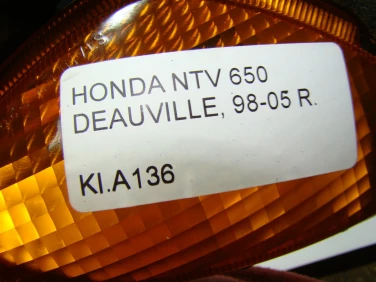 HONDA NTV 650
DEAUVILLE, 98-05 R.
KI.A136